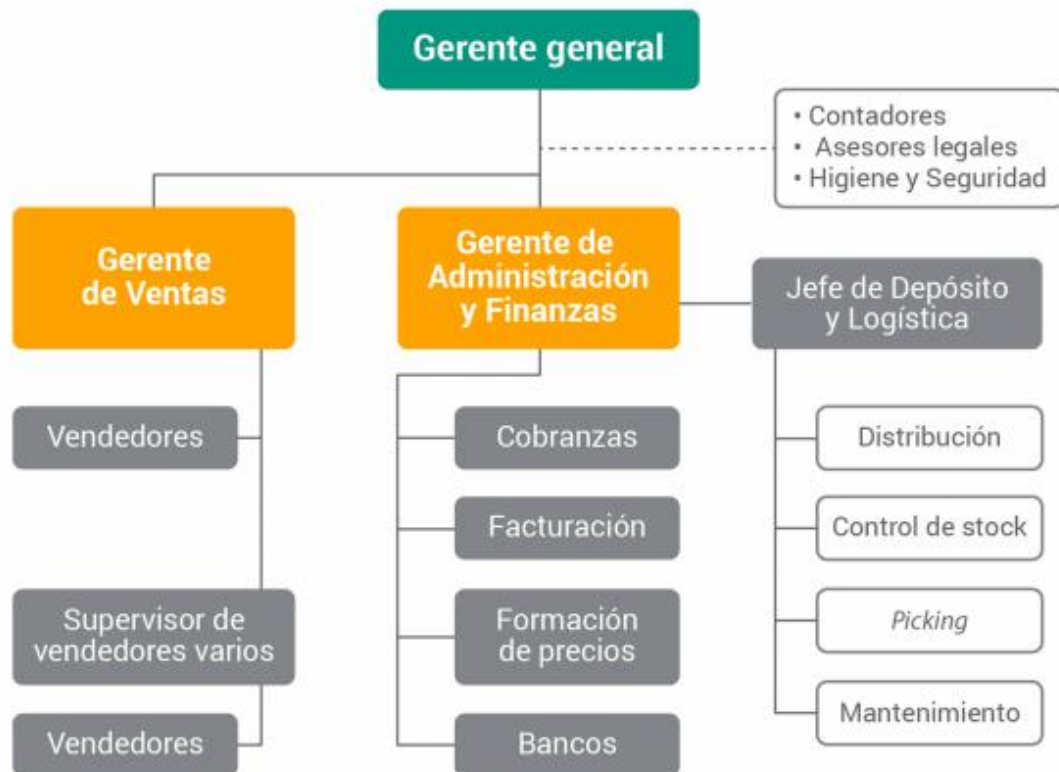 Gerente general
• Contadores
• Asesores legales
• Higiene y Seguridad
Gerente
de Ventas
Gerente de
Administración
y Finanzas
Jefe de Depósito
y Logística
Vendedores
Cobranzas
Distribución
Facturación
Control de stock
Supervisor de
vendedores varios
Formación
de precios
Picking
Vendedores
Bancos
Mantenimiento